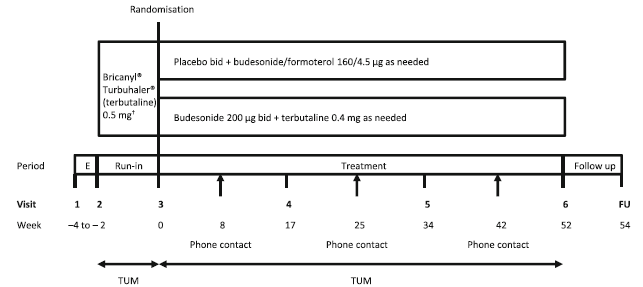 Randomisation
Placebo bid + budesonide/formoterol 160/4.5 µg as needed
Bricanyl®
Turbuhaler®
(terbutaline)
0.5 mg†
Budesonide 200 µg bid + terbutaline 0.4 mg as needed
Period E Run-in Treatment Follow up
Visit 1 2 3 4 5 6 FU
Week –4 to – 2 0 8 17 25 34 42 52 54
Phone contact Phone contact Phone contact
TUM TUM